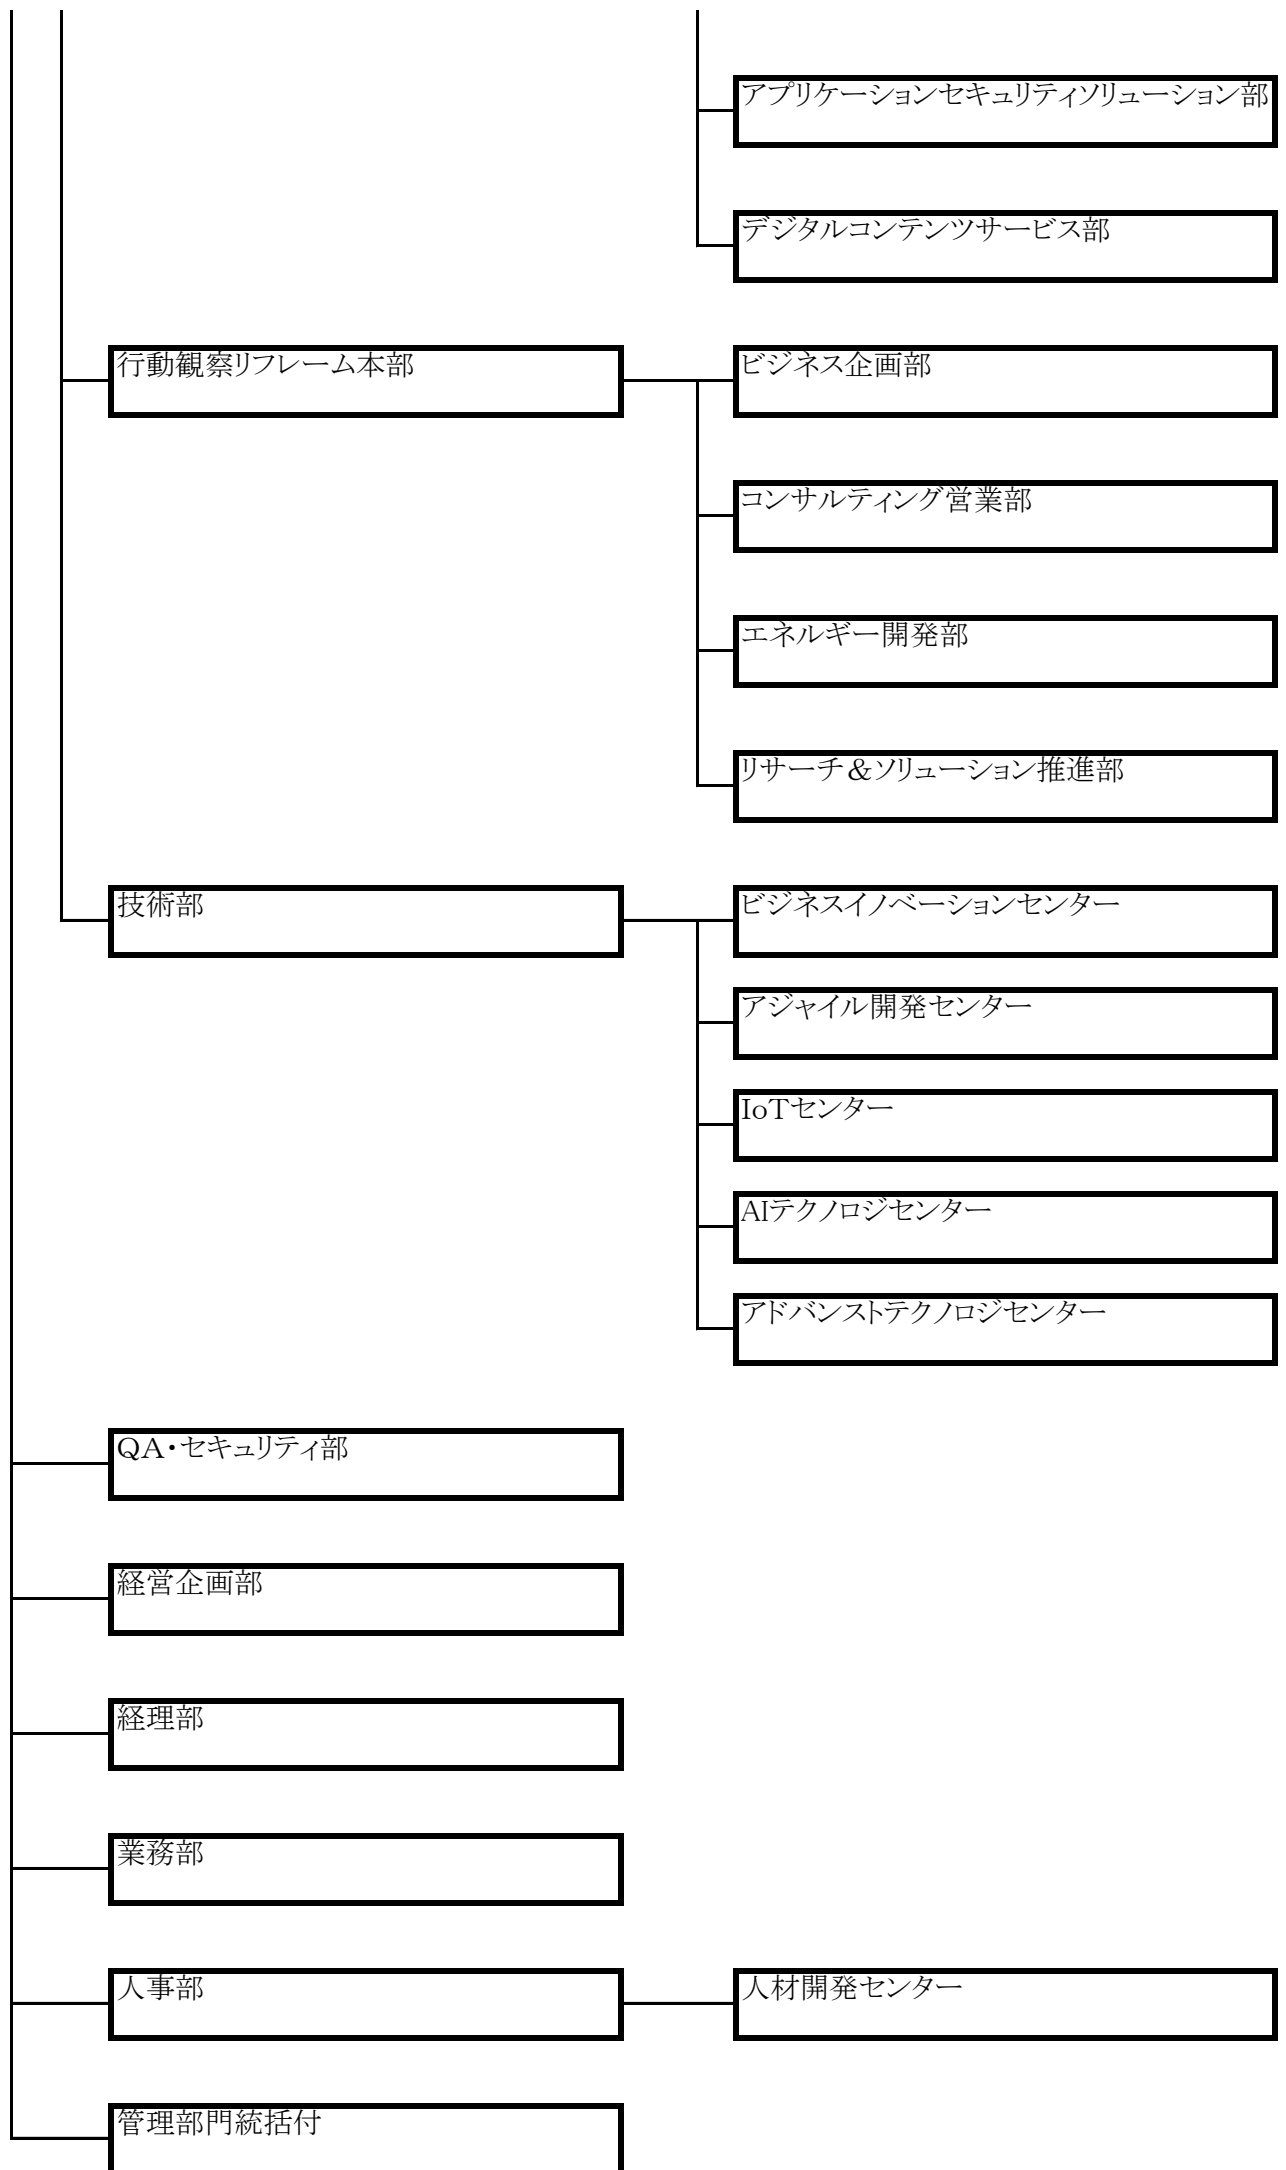 アプリケーションセキュリティソリューション部
デジタルコンテンツサービス部
行動観察リフレーム本部
ビジネス企画部
コンサルティング営業部
エネルギー開発部
リサーチ&ソリューション推進部
技術部
ビジネスイノベーションセンター
アジャイル開発センター
IoTセンター
AIテクノロジセンター
アドバンストテクノロジセンター
QA・セキュリティ部
経営企画部
経理部
業務部
人事部
人材開発センター
管理部門統括付